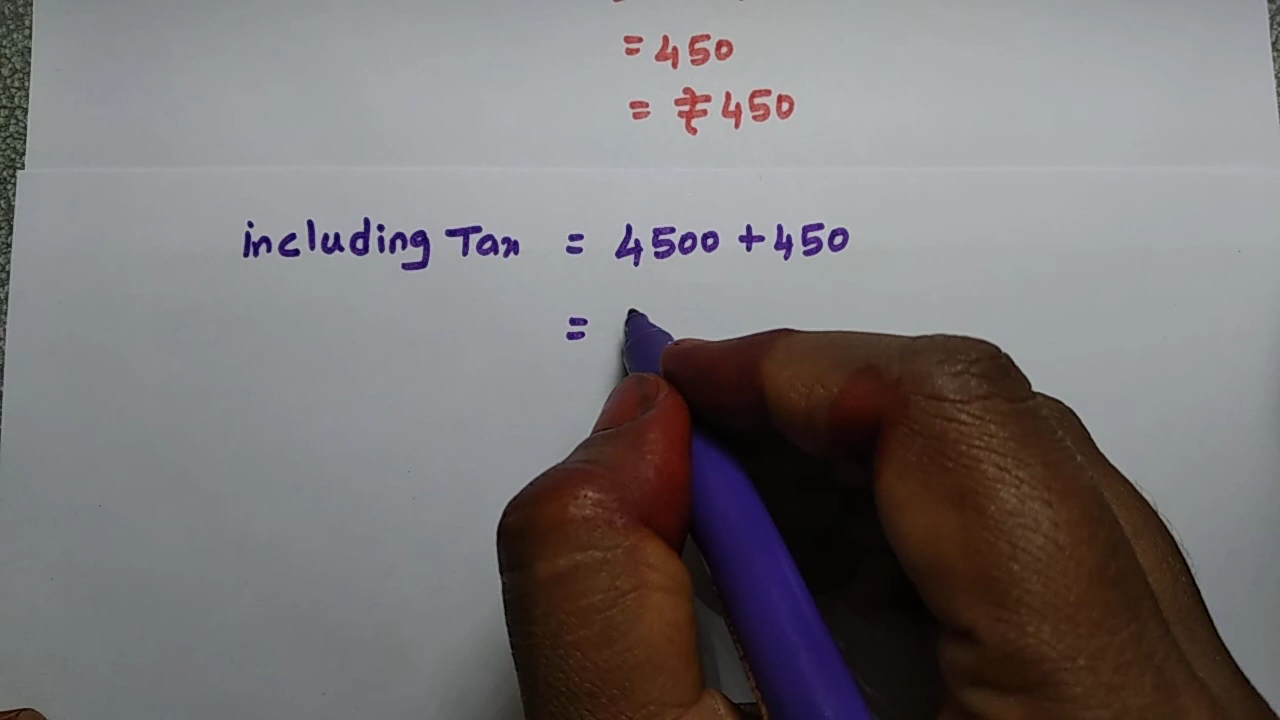 = 450
= ₹ 450
including Tax = 4500 + 450
=